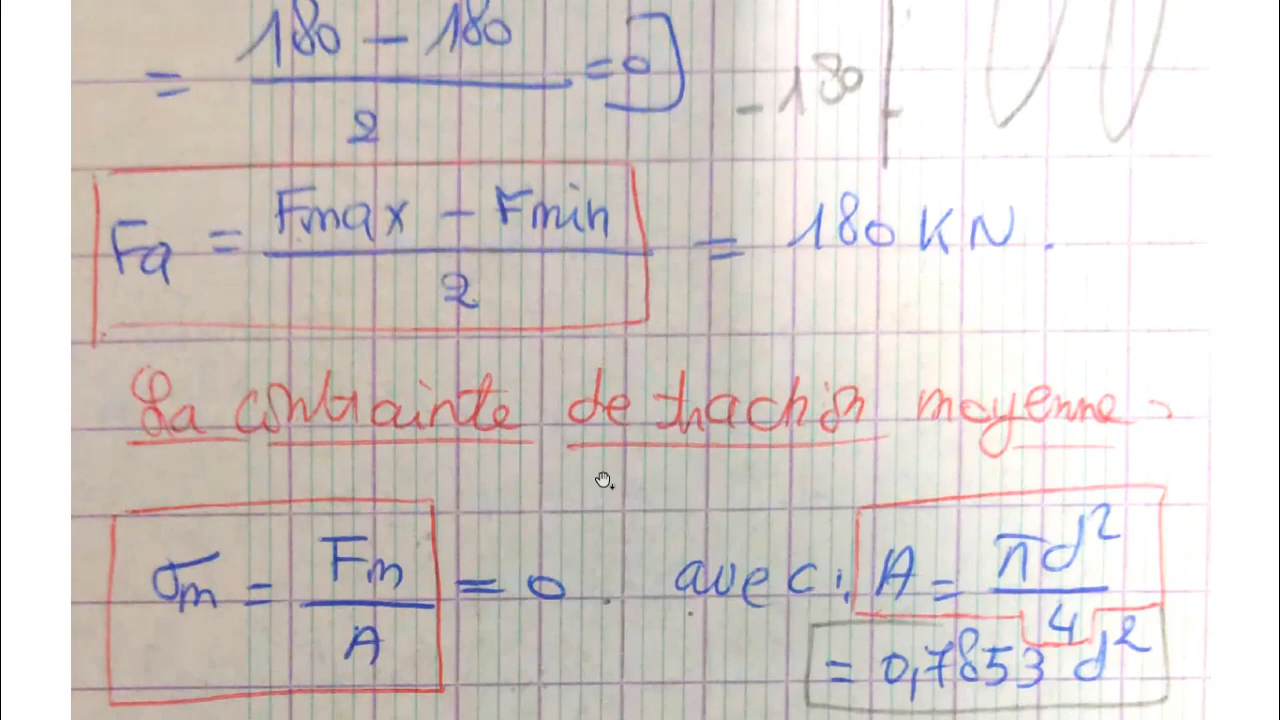 = (180 - 180) / 2 = 0
-180
Fa = (Fmax - Fmin) / 2 = 180 KN.
La contrainte de traction moyenne :
σm = Fm / A = 0. avec : A = πd² / 4
= 0,7853 d²